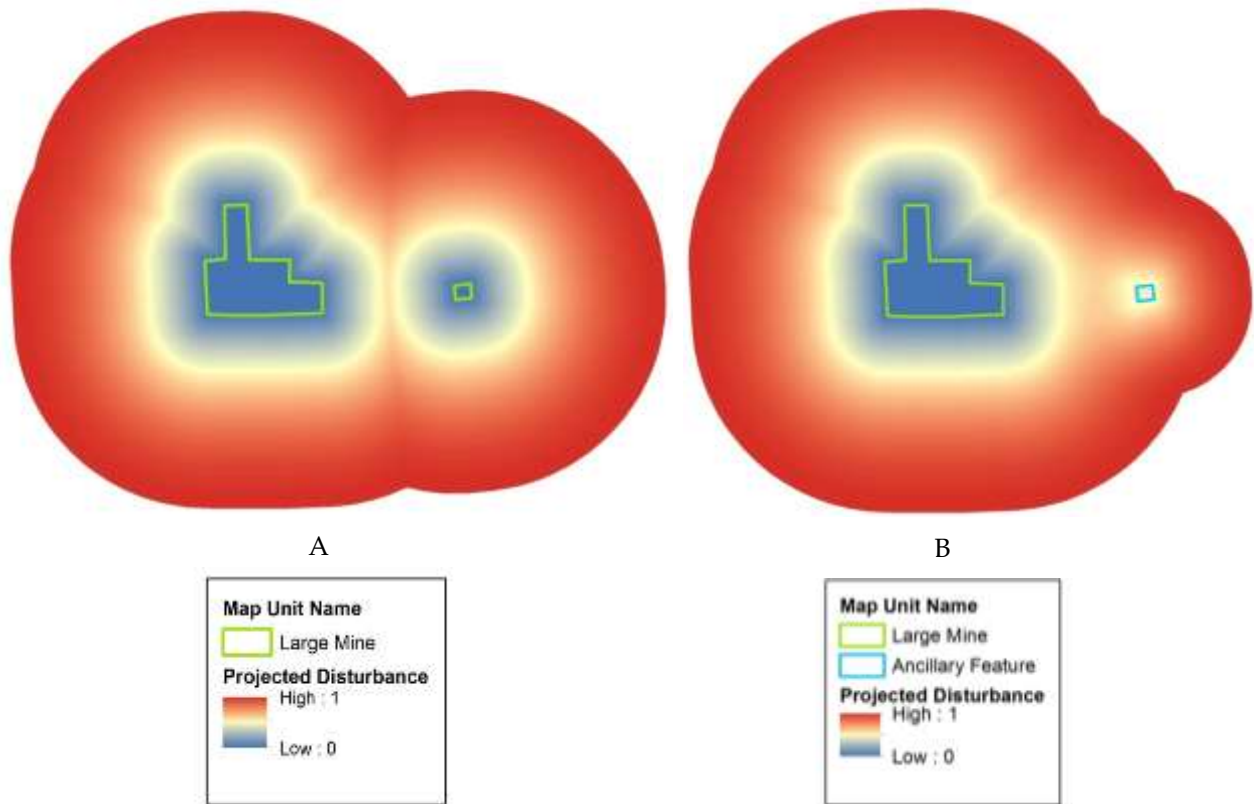 A
B
Map Unit Name
Large Mine
Projected Disturbance
High : 1
Low : 0
Map Unit Name
Large Mine
Ancillary Feature
Projected Disturbance
High : 1
Low : 0